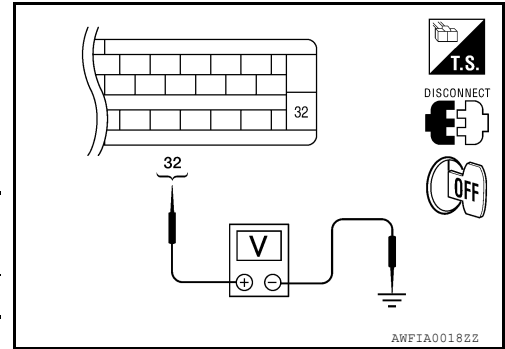 T.S.
DISCONNECT
32
32
OFF
V
+ −
AWFIA0018ZZ